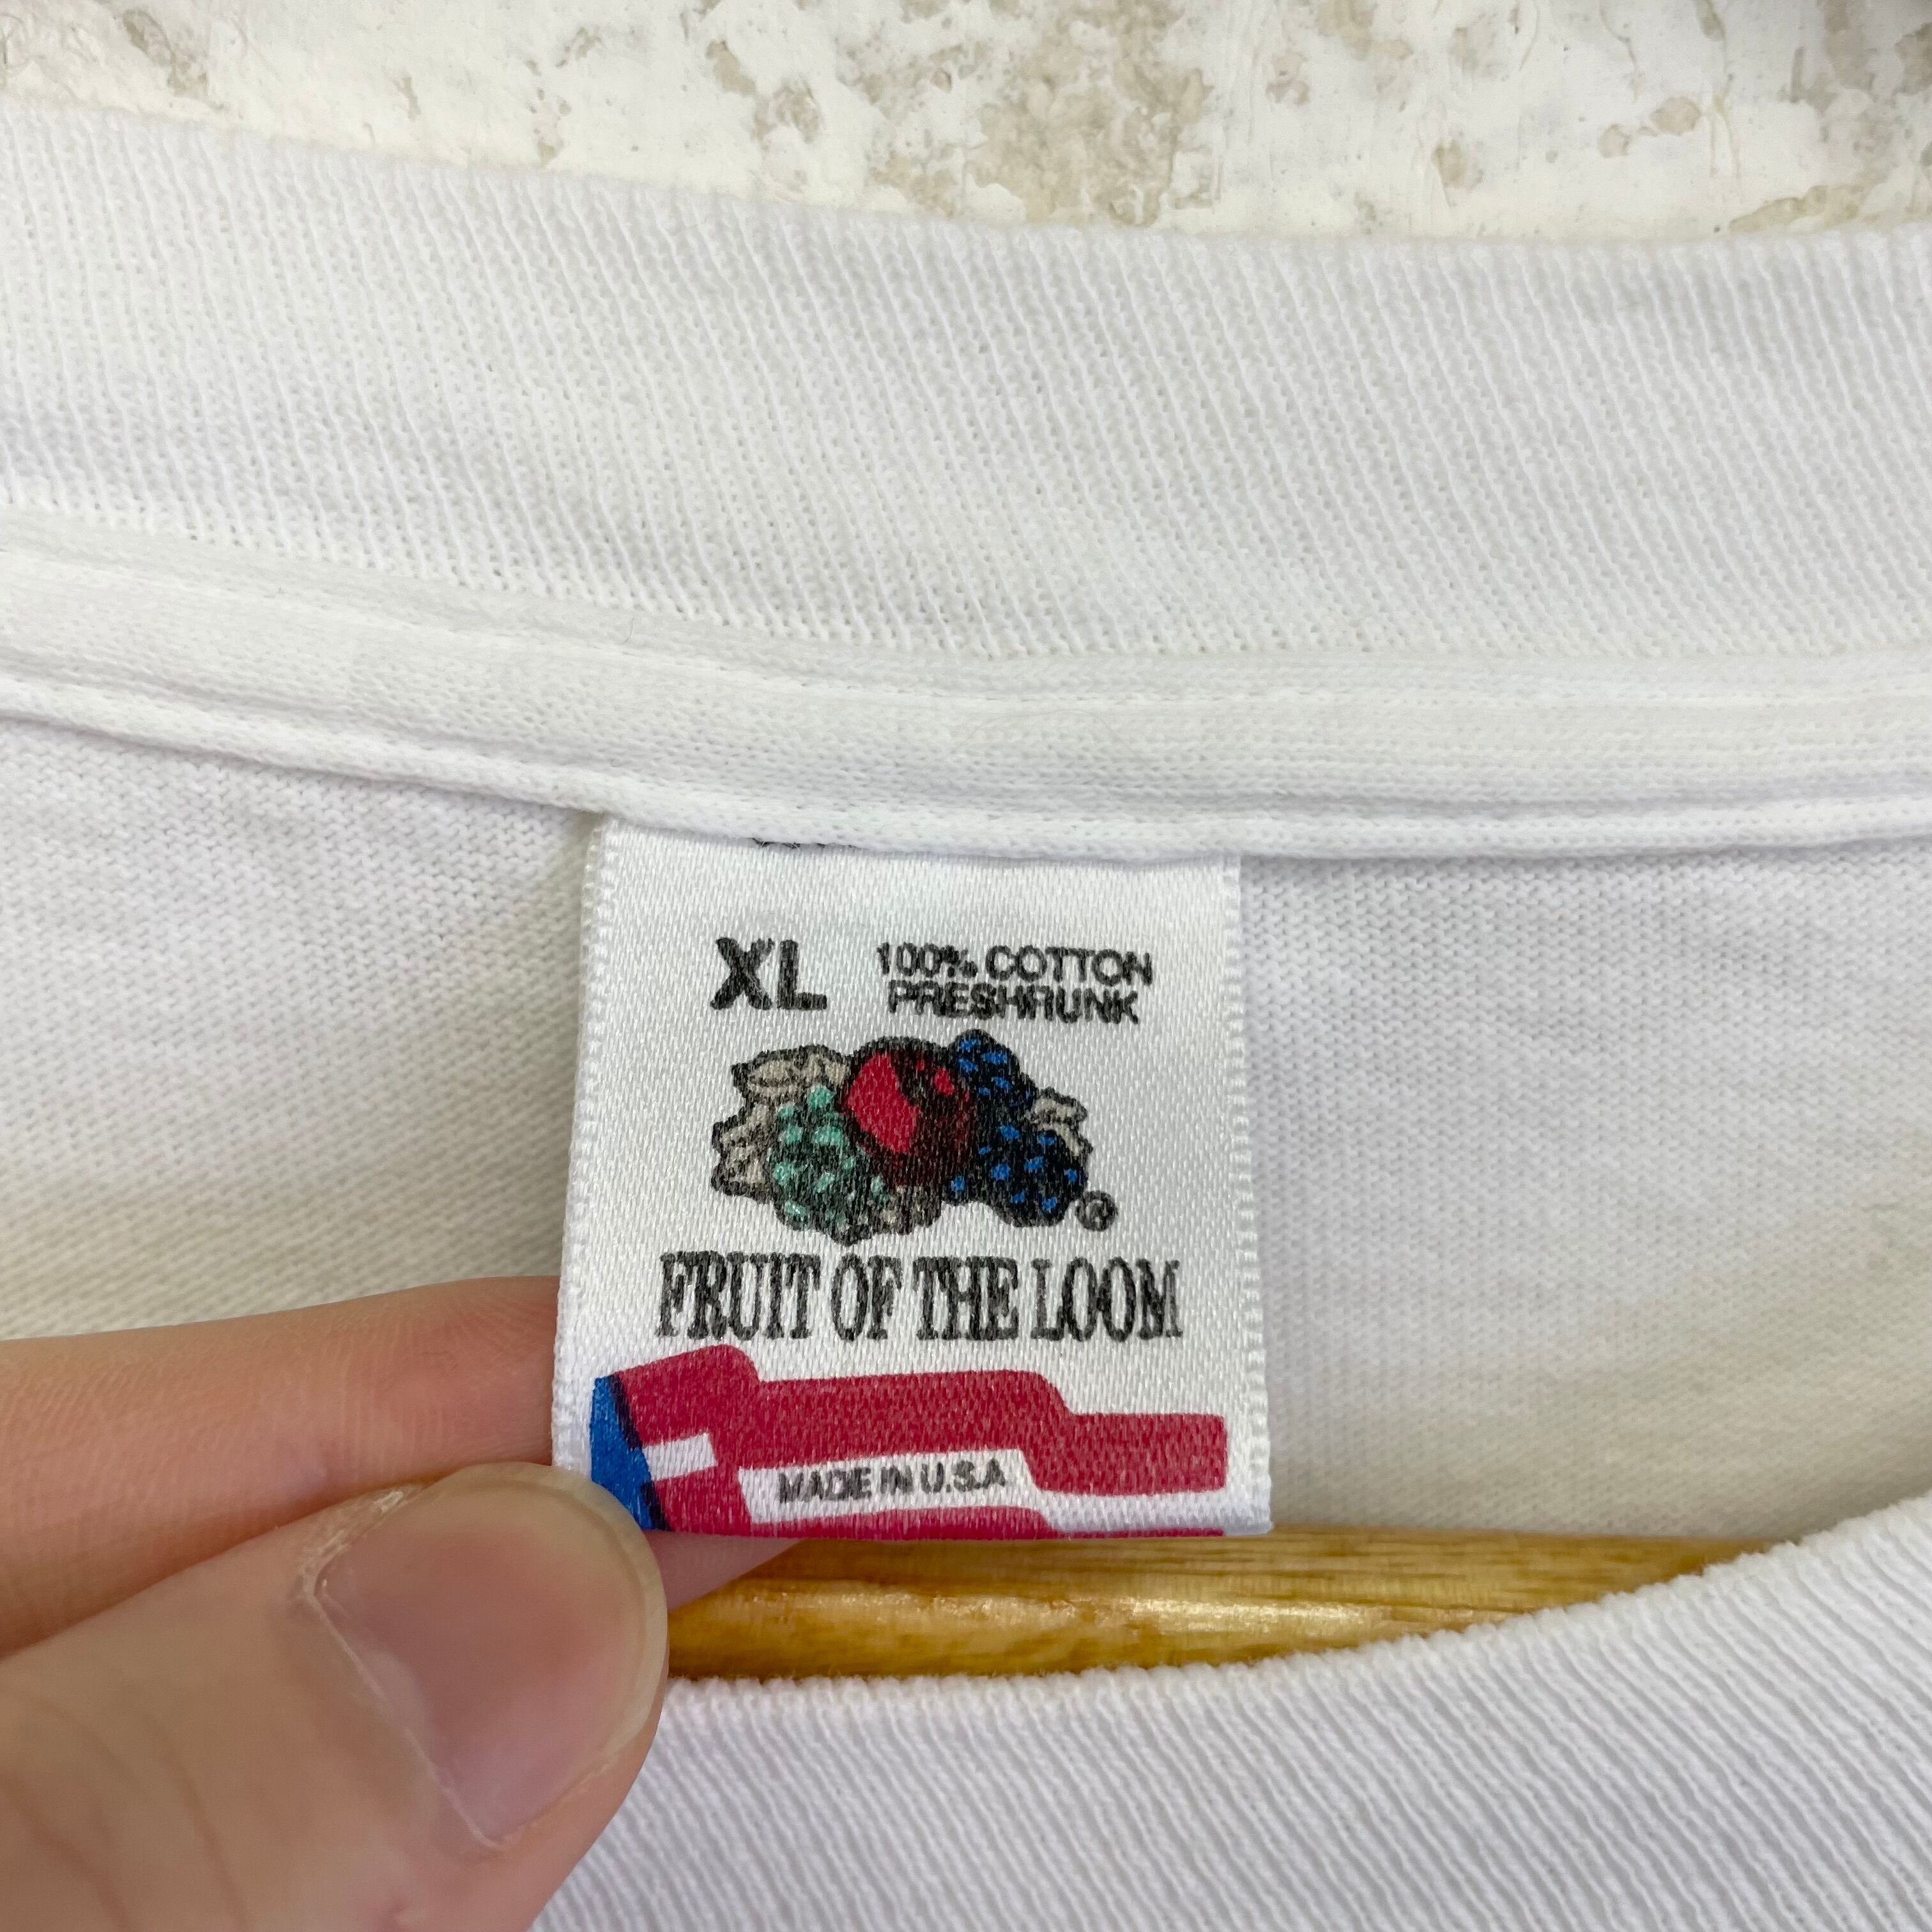 XL
100% COTTON
PRESHRUNK
®
FRUIT OF THE LOOM
MADE IN U.S.A